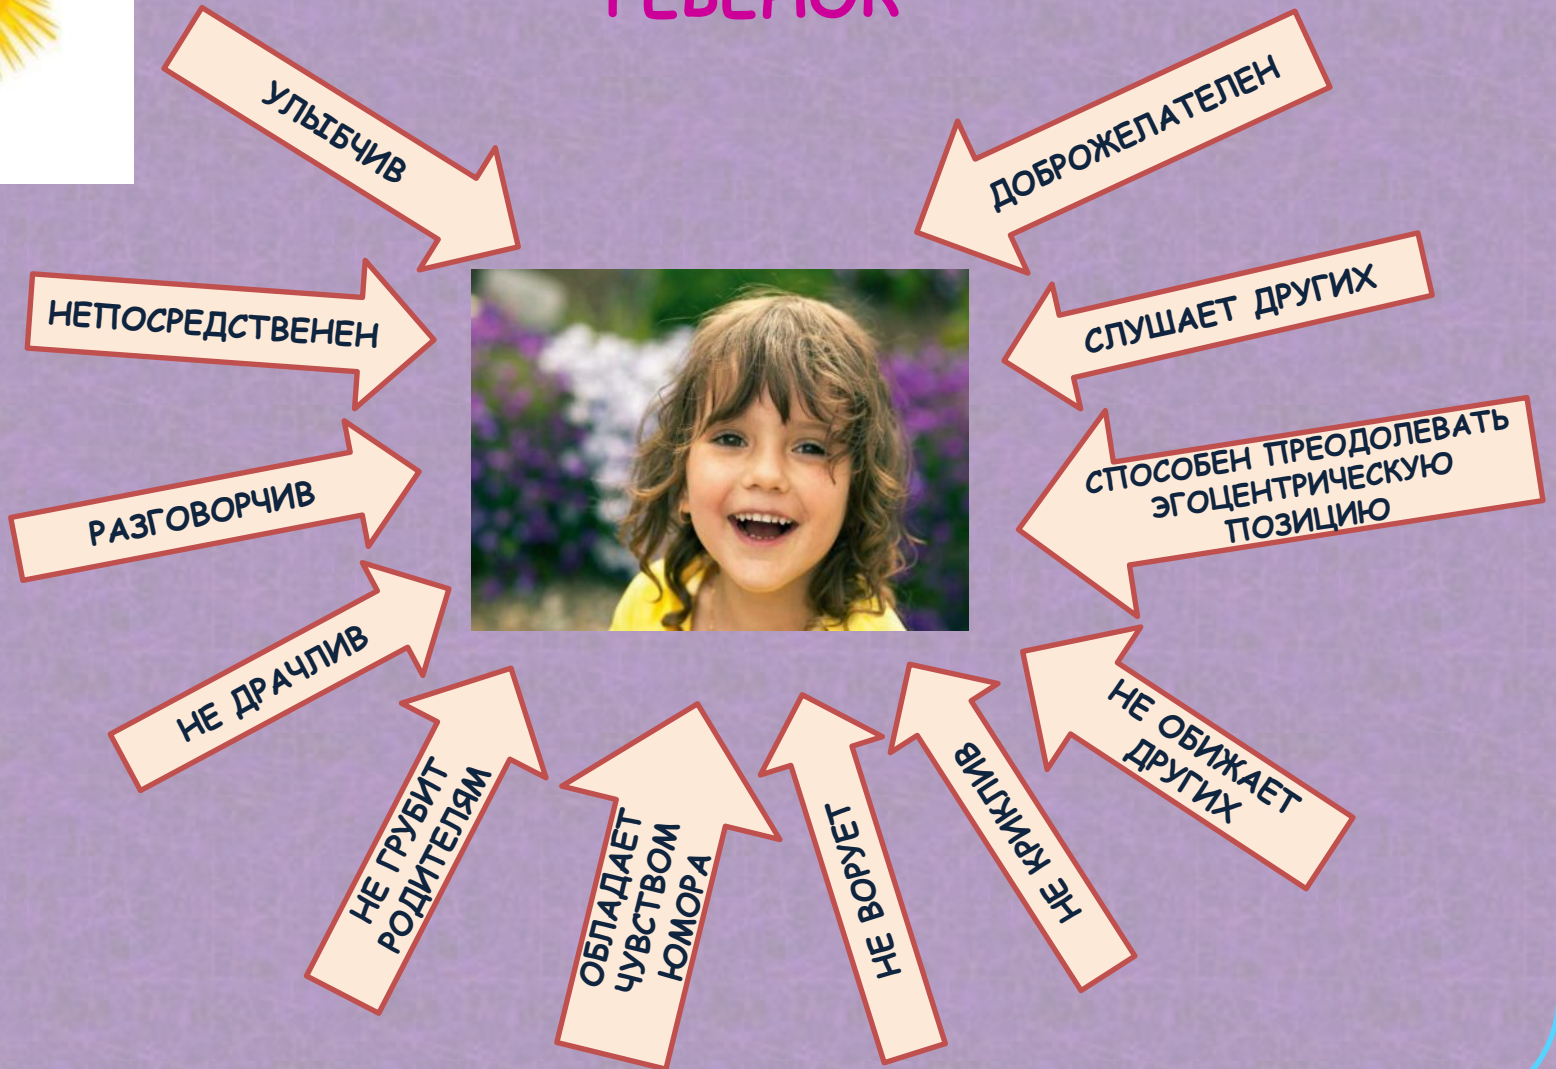 УЛЫБЧИВ
ДОБРОЖЕЛАТЕЛЕН
НЕПОСРЕДСТВЕНЕН
СЛУШАЕТ ДРУГИХ
РАЗГОВОРЧИВ
СПОСОБЕН ПРЕОДОЛЕВАТЬ
ЭГОЦЕНТРИЧЕСКУЮ
ПОЗИЦИЮ
НЕ ДРАЧЛИВ
НЕ ГРУБИТ
РОДИТЕЛЯМ
ОБЛАДАЕТ
ЧУВСТВОМ
ЮМОРА
НЕ ВОРУЕТ
НЕ КРИКЛИВ
НЕ ОБИЖАЕТ
ДРУГИХ